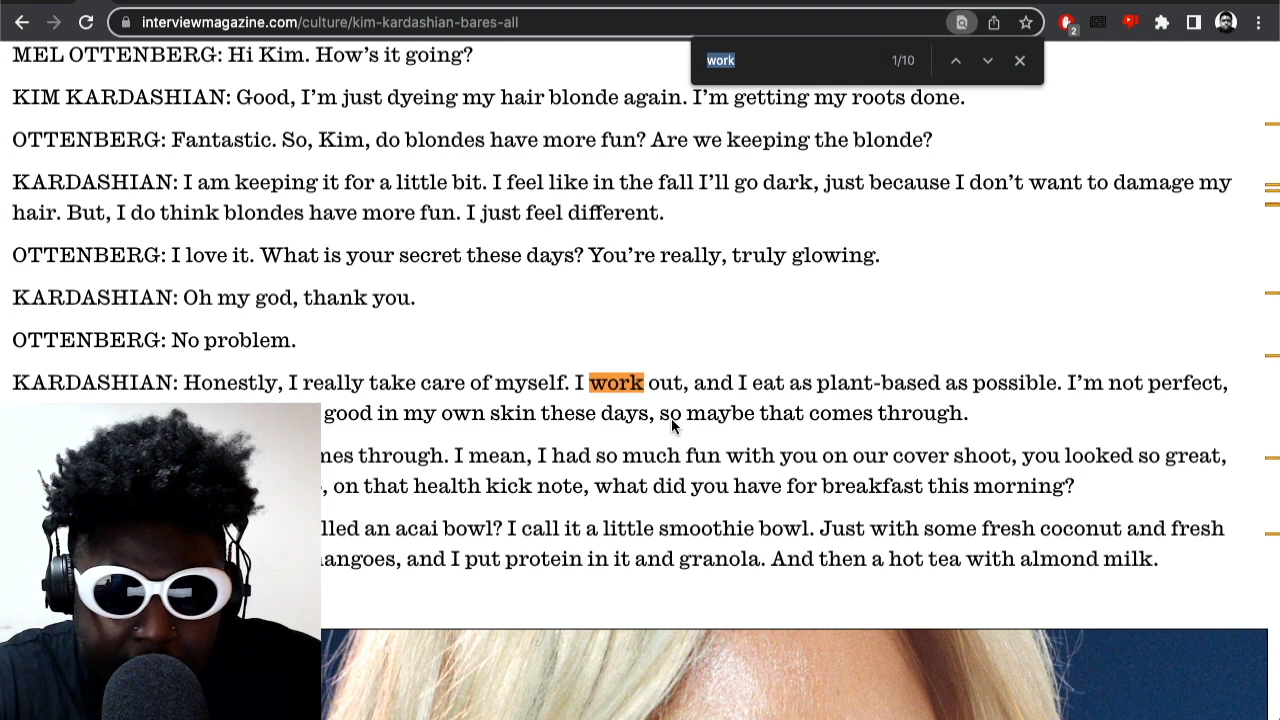 interviewmagazine.com/culture/kim-kardashian-bares-all
2
work 1/10
MEL OTTENBERG: Hi Kim. How’s it going?
KIM KARDASHIAN: Good, I’m just dyeing my hair blonde again. I’m getting my roots done.
OTTENBERG: Fantastic. So, Kim, do blondes have more fun? Are we keeping the blonde?
KARDASHIAN: I am keeping it for a little bit. I feel like in the fall I’ll go dark, just because I don’t want to damage my
hair. But, I do think blondes have more fun. I just feel different.
OTTENBERG: I love it. What is your secret these days? You’re really, truly glowing.
KARDASHIAN: Oh my god, thank you.
OTTENBERG: No problem.
KARDASHIAN: Honestly, I really take care of myself. I work out, and I eat as plant-based as possible. I’m not perfect,
good in my own skin these days, so maybe that comes through.
mes through. I mean, I had so much fun with you on our cover shoot, you looked so great,
, on that health kick note, what did you have for breakfast this morning?
lled an acai bowl? I call it a little smoothie bowl. Just with some fresh coconut and fresh
angoes, and I put protein in it and granola. And then a hot tea with almond milk.